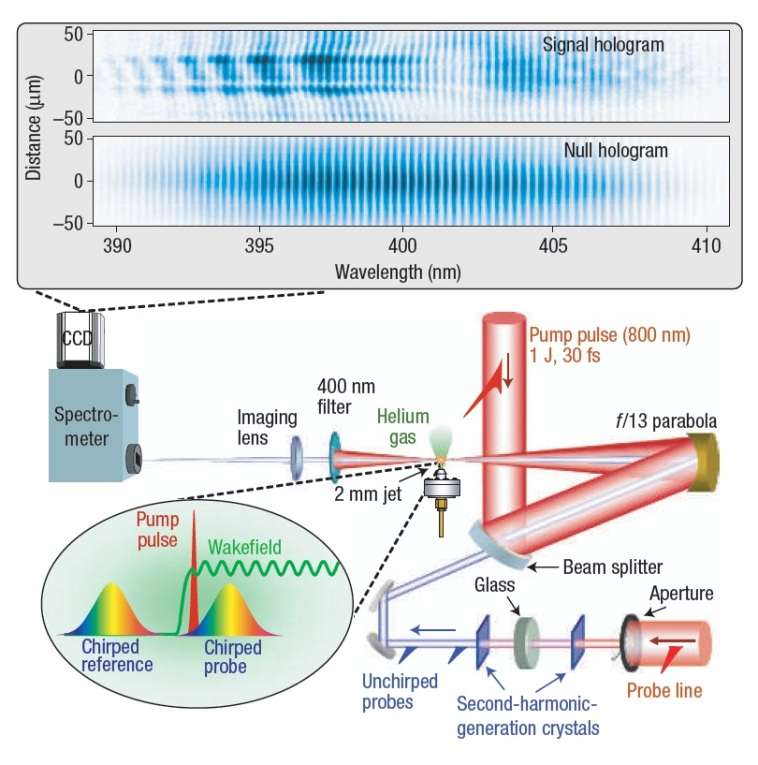 50
Signal hologram
0
–50
Distance (μm)
50
Null hologram
0
–50
390 395 400 405 410
Wavelength (nm)
CCD
Spectro-
meter
Imaging
lens
400 nm
filter
Helium
gas
2 mm jet
Pump pulse (800 nm)
1 J, 30 fs
f/13 parabola
Beam splitter
Pump
pulse
Wakefield
Chirped
reference
Chirped
probe
Glass
Aperture
Unchirped
probes
Second-harmonic-
generation crystals
Probe line